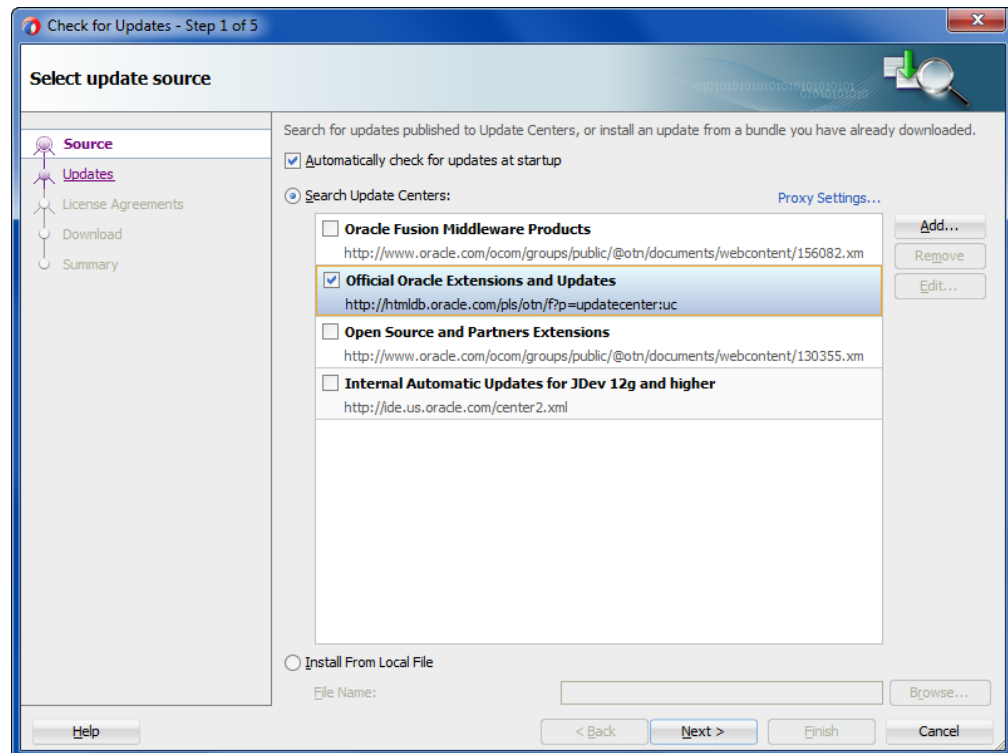 Check for Updates - Step 1 of 5
Select update source
Source
Updates
License Agreements
Download
Summary
Search for updates published to Update Centers, or install an update from a bundle you have already downloaded.
Automatically check for updates at startup
Search Update Centers:
Proxy Settings...
Oracle Fusion Middleware Products
http://www.oracle.com/ocom/groups/public/@otn/documents/webcontent/156082.xm
Official Oracle Extensions and Updates
http://htmldb.oracle.com/pls/otn/f?p=updatecenter:uc
Open Source and Partners Extensions
http://www.oracle.com/ocom/groups/public/@otn/documents/webcontent/130355.xm
Internal Automatic Updates for JDev 12g and higher
http://ide.us.oracle.com/center2.xml
Add...
Remove
Edit...
Install From Local File
File Name:
Browse...
Help
< Back
Next >
Finish
Cancel